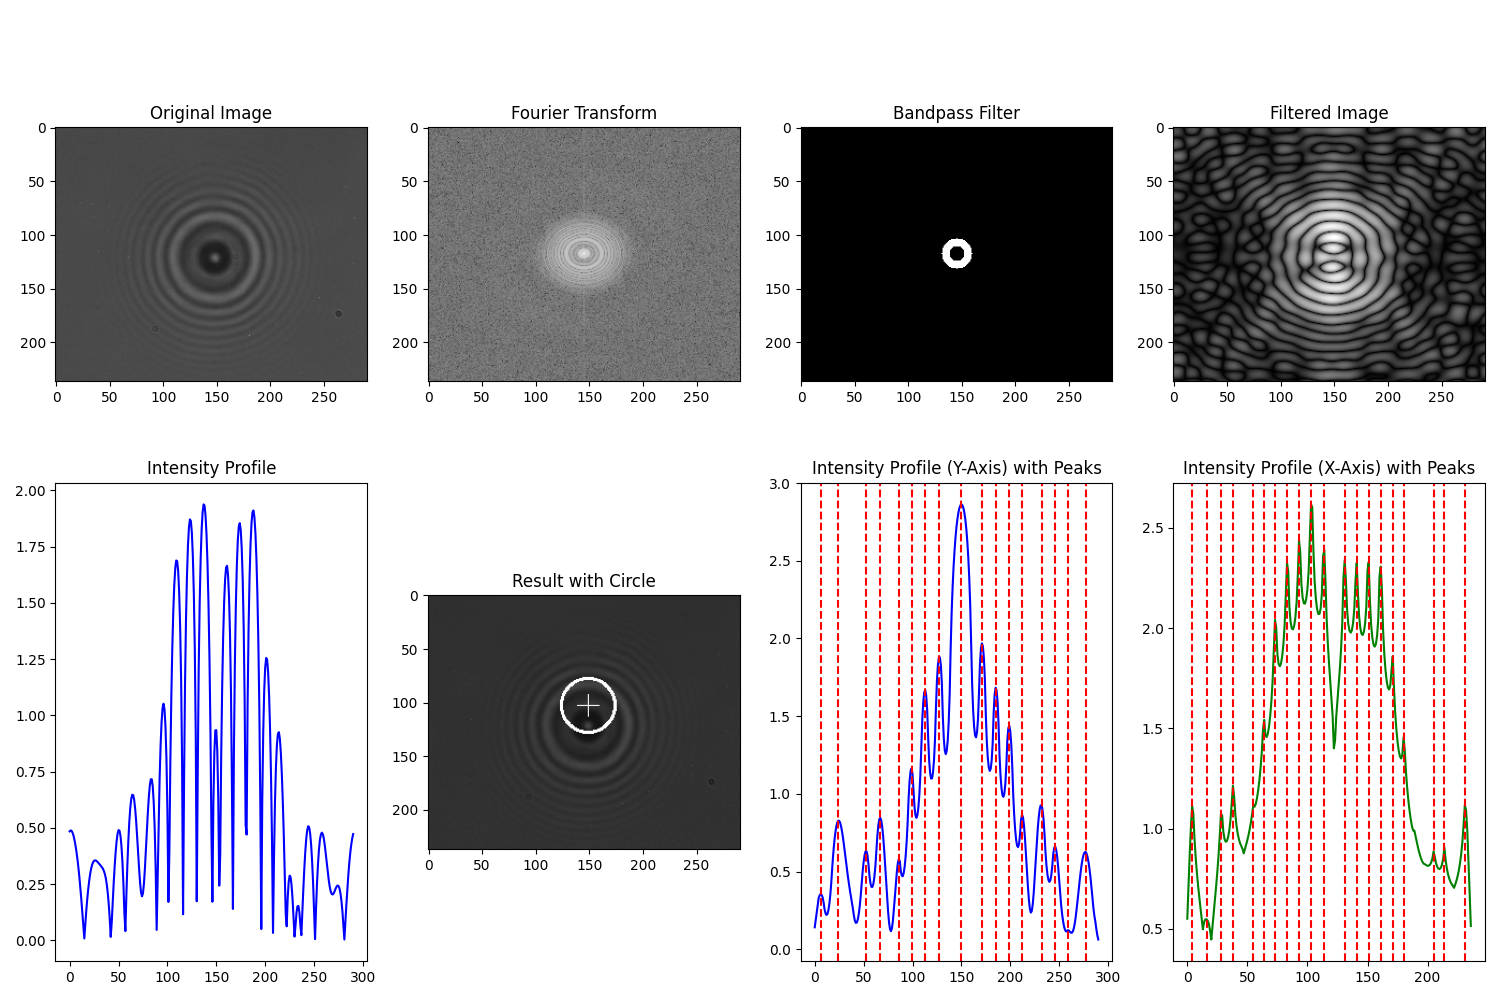 Original Image
Fourier Transform
Bandpass Filter
Filtered Image
0
50
100
150
200
0 50 100 150 200 250
0
50
100
150
200
0 50 100 150 200 250
0
50
100
150
200
0 50 100 150 200 250
0
50
100
150
200
0 50 100 150 200 250
Intensity Profile
2.00
1.75
1.50
1.25
1.00
0.75
0.50
0.25
0.00
0 50 100 150 200 250 300
Result with Circle
0
50
100
150
200
0 50 100 150 200 250
Intensity Profile (Y-Axis) with Peaks
3.0
2.5
2.0
1.5
1.0
0.5
0.0
0 50 100 150 200 250 300
Intensity Profile (X-Axis) with Peaks
2.5
2.0
1.5
1.0
0.5
0 50 100 150 200